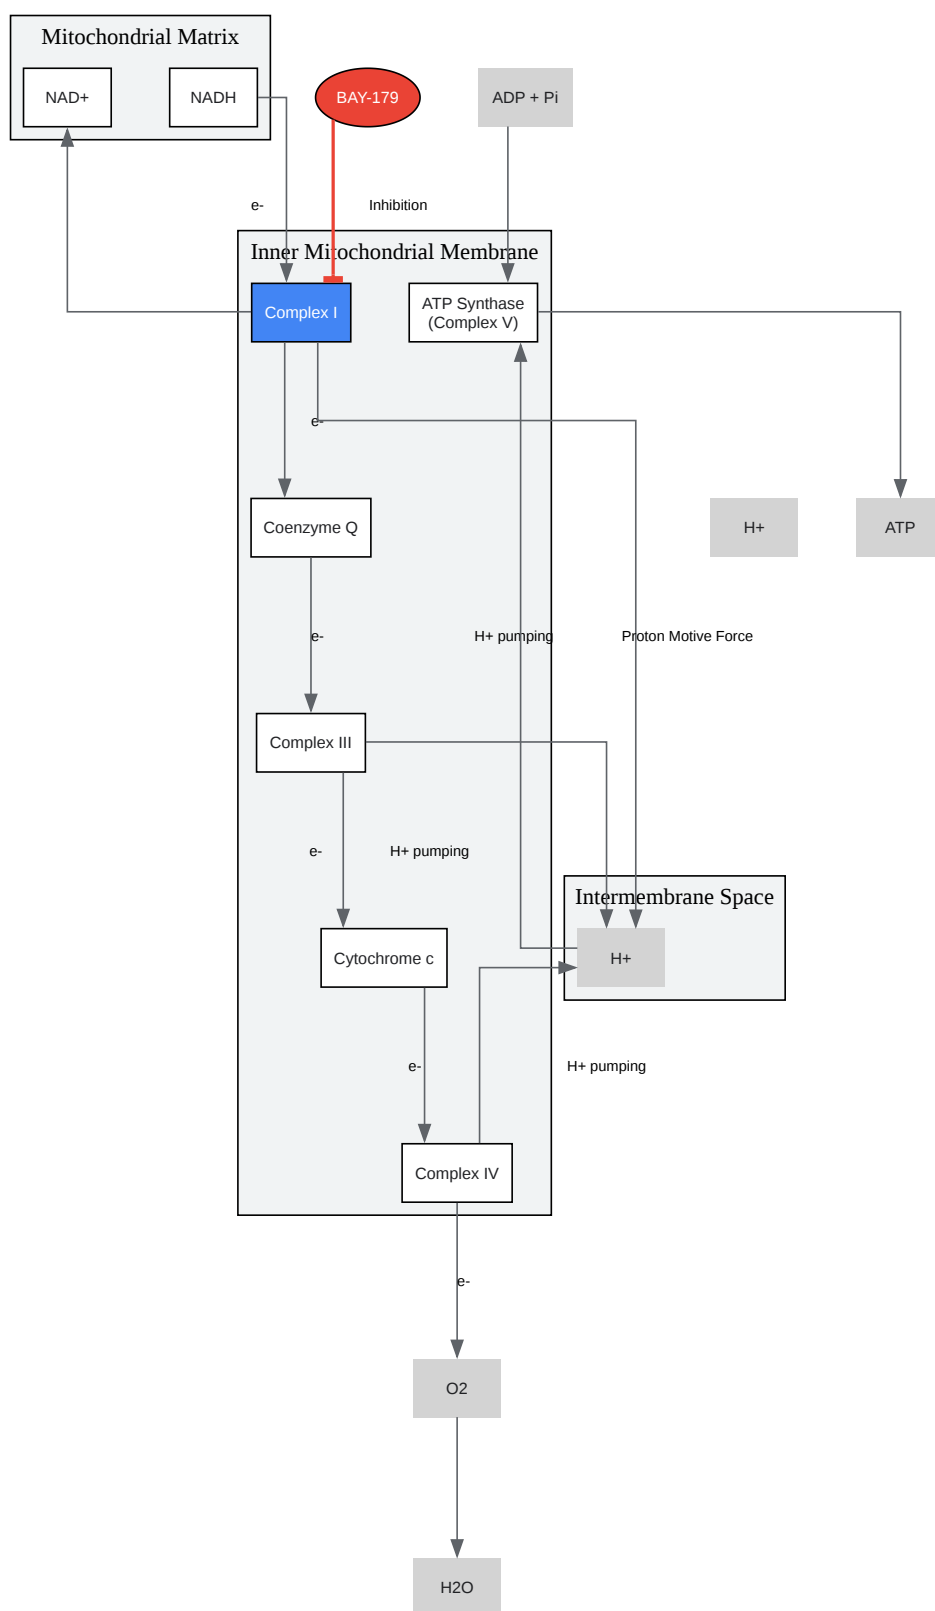 Mitochondrial Matrix
NAD+
NADH
BAY-179
ADP + Pi
e-
Inhibition
Inner Mitochondrial Membrane
Complex I
ATP Synthase
(Complex V)
e-
Coenzyme Q
H+
ATP
e-
H+ pumping
Proton Motive Force
Complex III
e-
H+ pumping
Intermembrane Space
Cytochrome c
H+
e-
H+ pumping
Complex IV
e-
O2
H2O